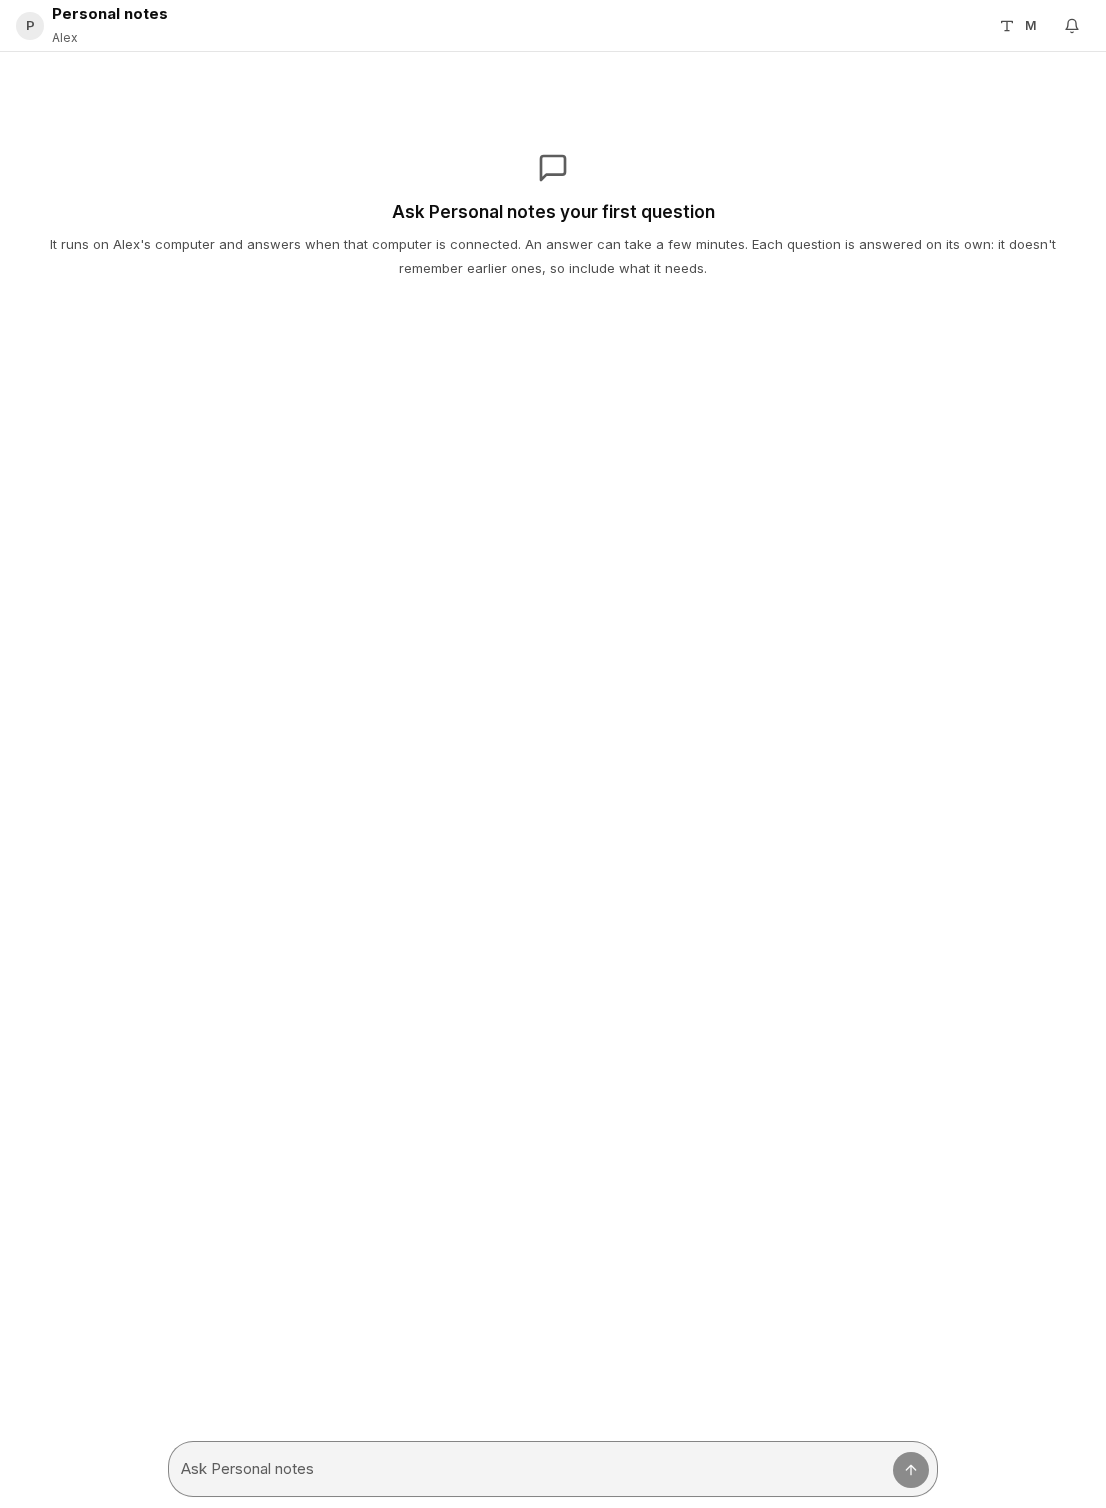 P
Personal notes
Alex
M
Ask Personal notes your first question
It runs on Alex's computer and answers when that computer is connected. An answer can take a few minutes. Each question is answered on its own: it doesn't
remember earlier ones, so include what it needs.
Ask Personal notes